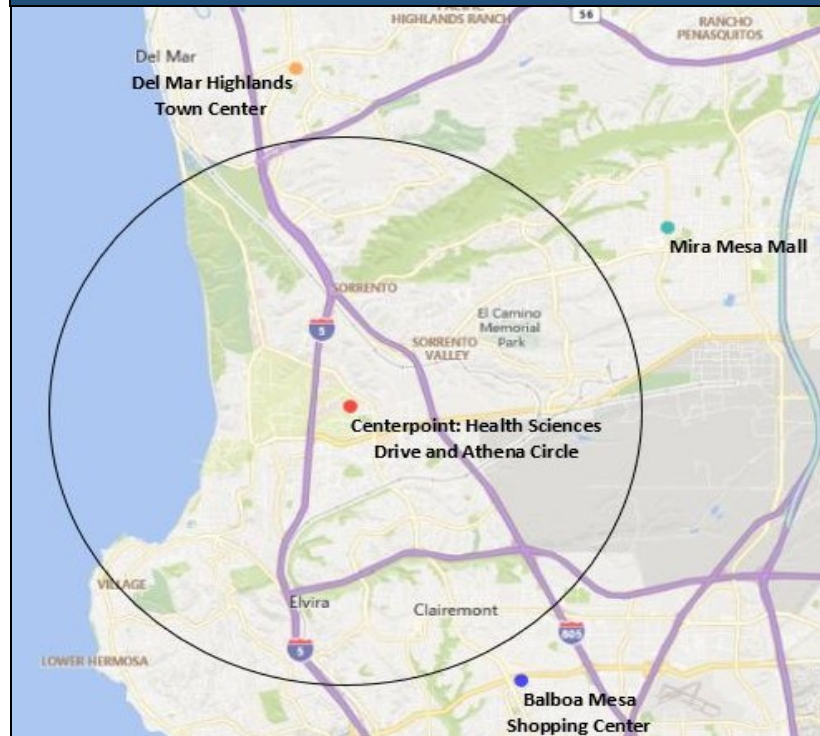 HIGHLANDS RANCH
56
RANCHO
PENASQUITOS
Del Mar
Del Mar Highlands
Town Center
Mira Mesa Mall
SORRENTO
5
El Camino
Memorial
Park
SORRENTO
VALLEY
Centerpoint: Health Sciences
Drive and Athena Circle
VILLAGE
Elvira
Clairemont
805
5
LOWER HERMOSA
Balboa Mesa
Shopping Center